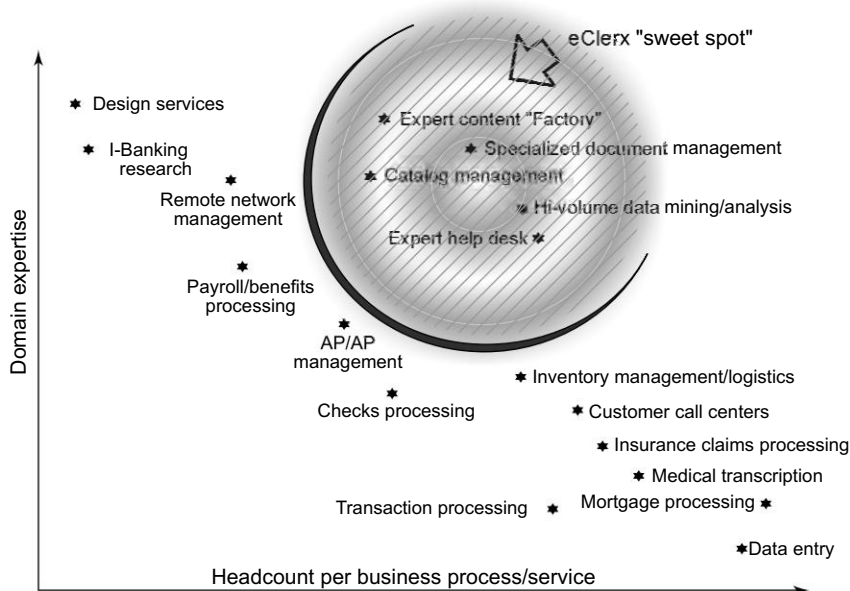 eClerx "sweet spot"
Design services
Expert content "Factory"
I-Banking
research
Specialized document management
Catalog management
Remote network
management
Hi-volume data mining/analysis
Expert help desk
Payroll/benefits
processing
Domain expertise
AP/AP
management
Inventory management/logistics
Checks processing
Customer call centers
Insurance claims processing
Medical transcription
Mortgage processing
Transaction processing
Data entry
Headcount per business process/service